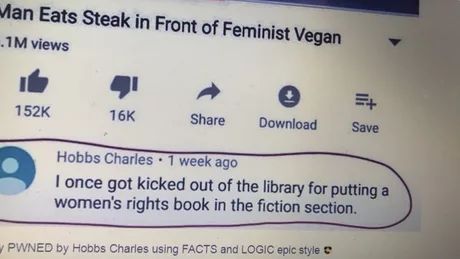 Man Eats Steak in Front of Feminist Vegan
.1M views
152K
16K
Share
Download
Save
Hobbs Charles • 1 week ago
I once got kicked out of the library for putting a
women's rights book in the fiction section.
y PWNED by Hobbs Charles using FACTS and LOGIC epic style